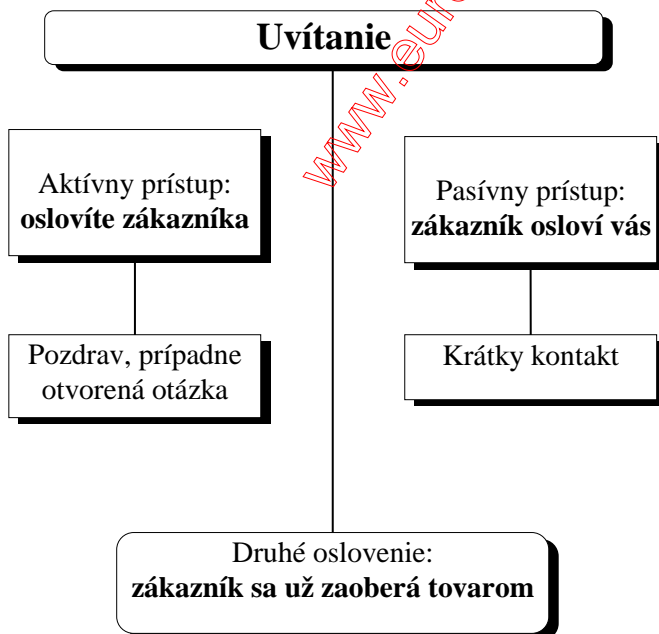 Uvítanie
www.euro
Aktívny prístup:
oslovíte zákazníka
Pasívny prístup:
zákazník osloví vás
Pozdrav, prípadne
otvorená otázka
Krátky kontakt
Druhé oslovenie:
zákazník sa už zaoberá tovarom